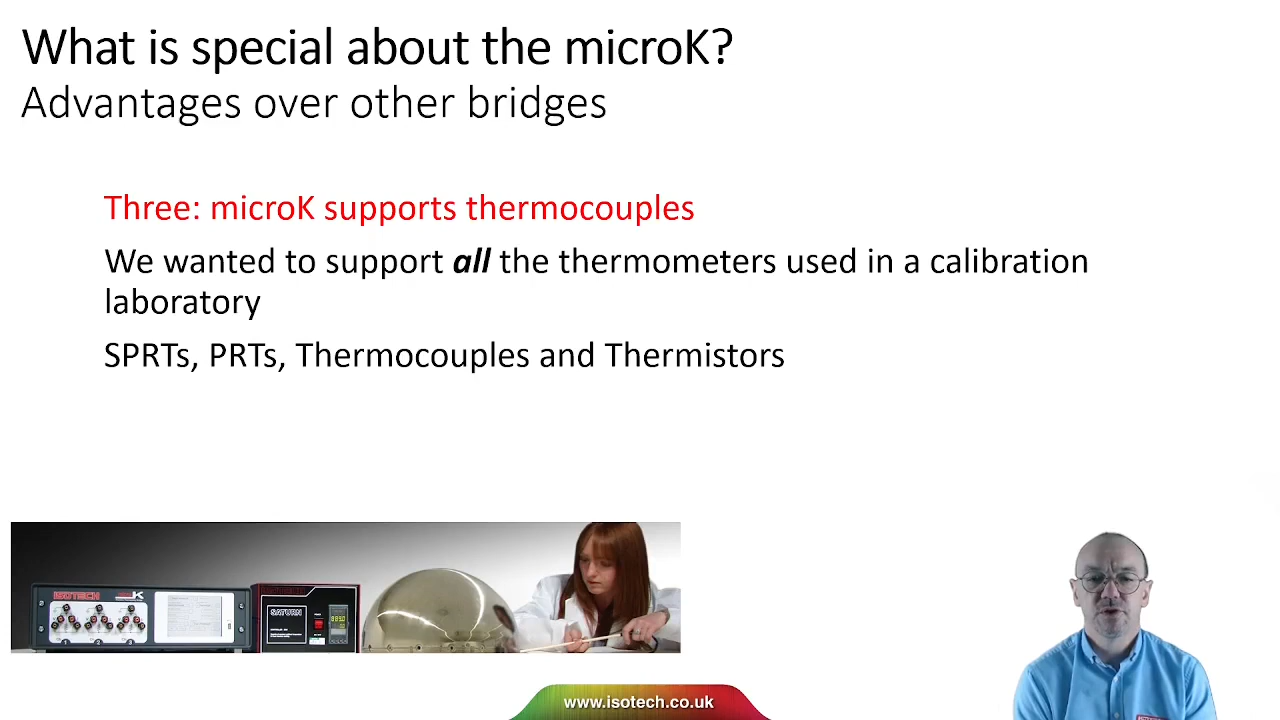 What is special about the microK?
Advantages over other bridges
Three: microK supports thermocouples
We wanted to support all the thermometers used in a calibration
laboratory
SPRTs, PRTs, Thermocouples and Thermistors
ISOTECH
K
SATURN
www.isotech.co.uk